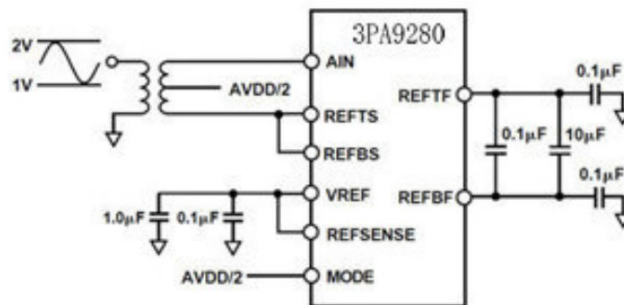 3PA9280
2V
1V
AIN
AVDD/2
REFTS
REFBS
VREF
1.0µF
0.1µF
REFSENSE
AVDD/2
MODE
REFTF
0.1µF
0.1µF
10µF
0.1µF
REFBF